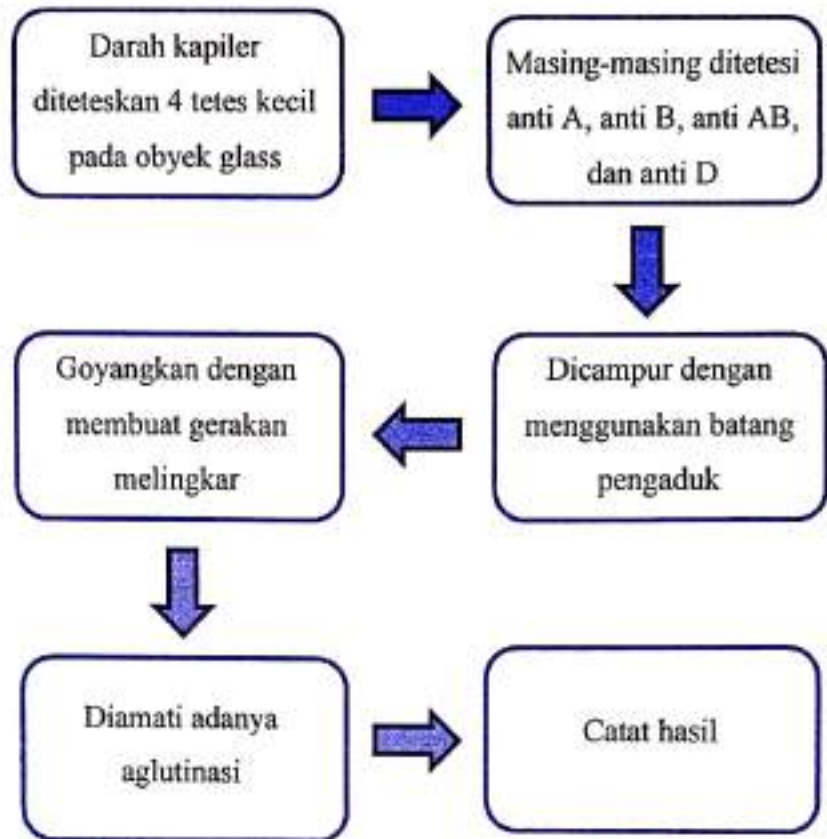 Darah kapiler
diteteskan 4 tetes kecil
pada obyek glass
Masing-masing ditetesi
anti A, anti B, anti AB,
dan anti D
Dicampur dengan
menggunakan batang
pengaduk
Goyangkan dengan
membuat gerakan
melingkar
Diamati adanya
aglutinasi
Catat hasil